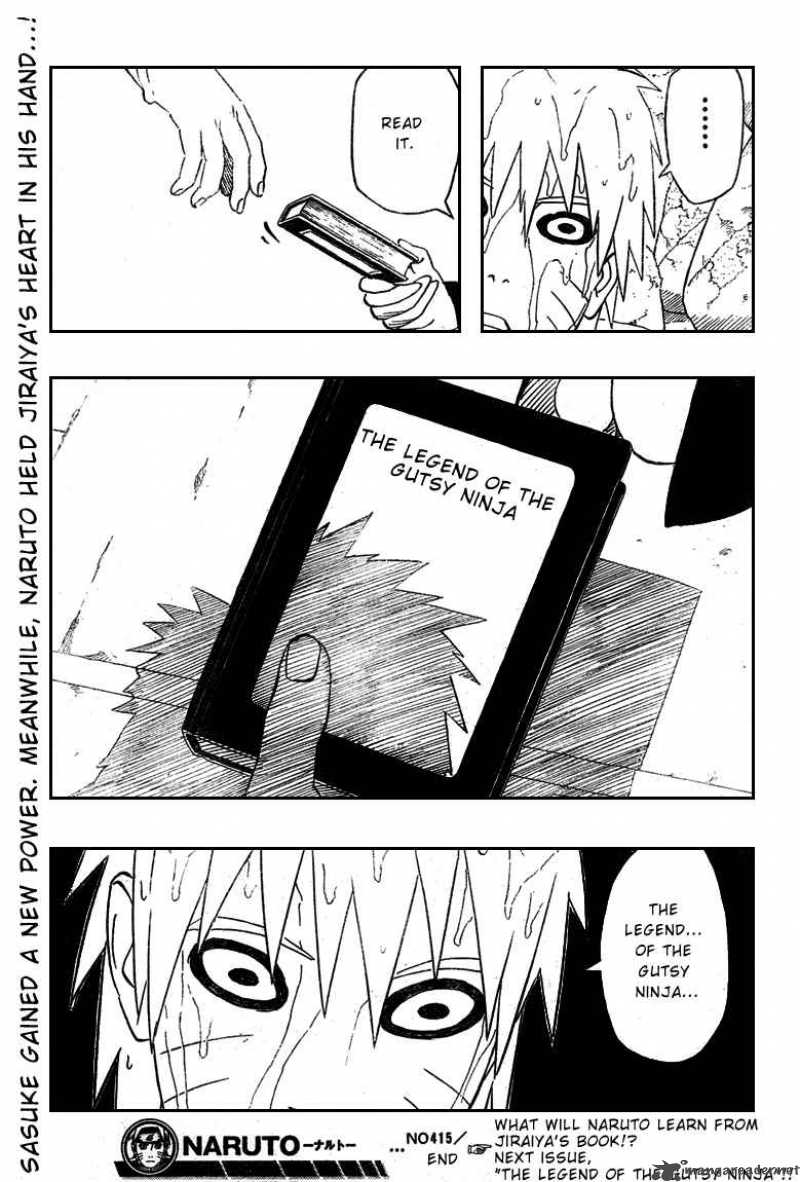 SASUKE GAINED A NEW POWER. MEANWHILE, NARUTO HELD JIRAIYA'S HEART IN HIS HAND...!
.......
READ
IT.
THE LEGEND OF THE
GUTSY NINJA
THE
LEGEND...
OF THE
GUTSY
NINJA...
NARUTO—ナルト—
...
NO415/
END
☞
WHAT WILL NARUTO LEARN FROM
JIRAIYA'S BOOK!?
NEXT ISSUE,
"THE LEGEND OF THE GUTSY NINJA"!!
mangareader.net